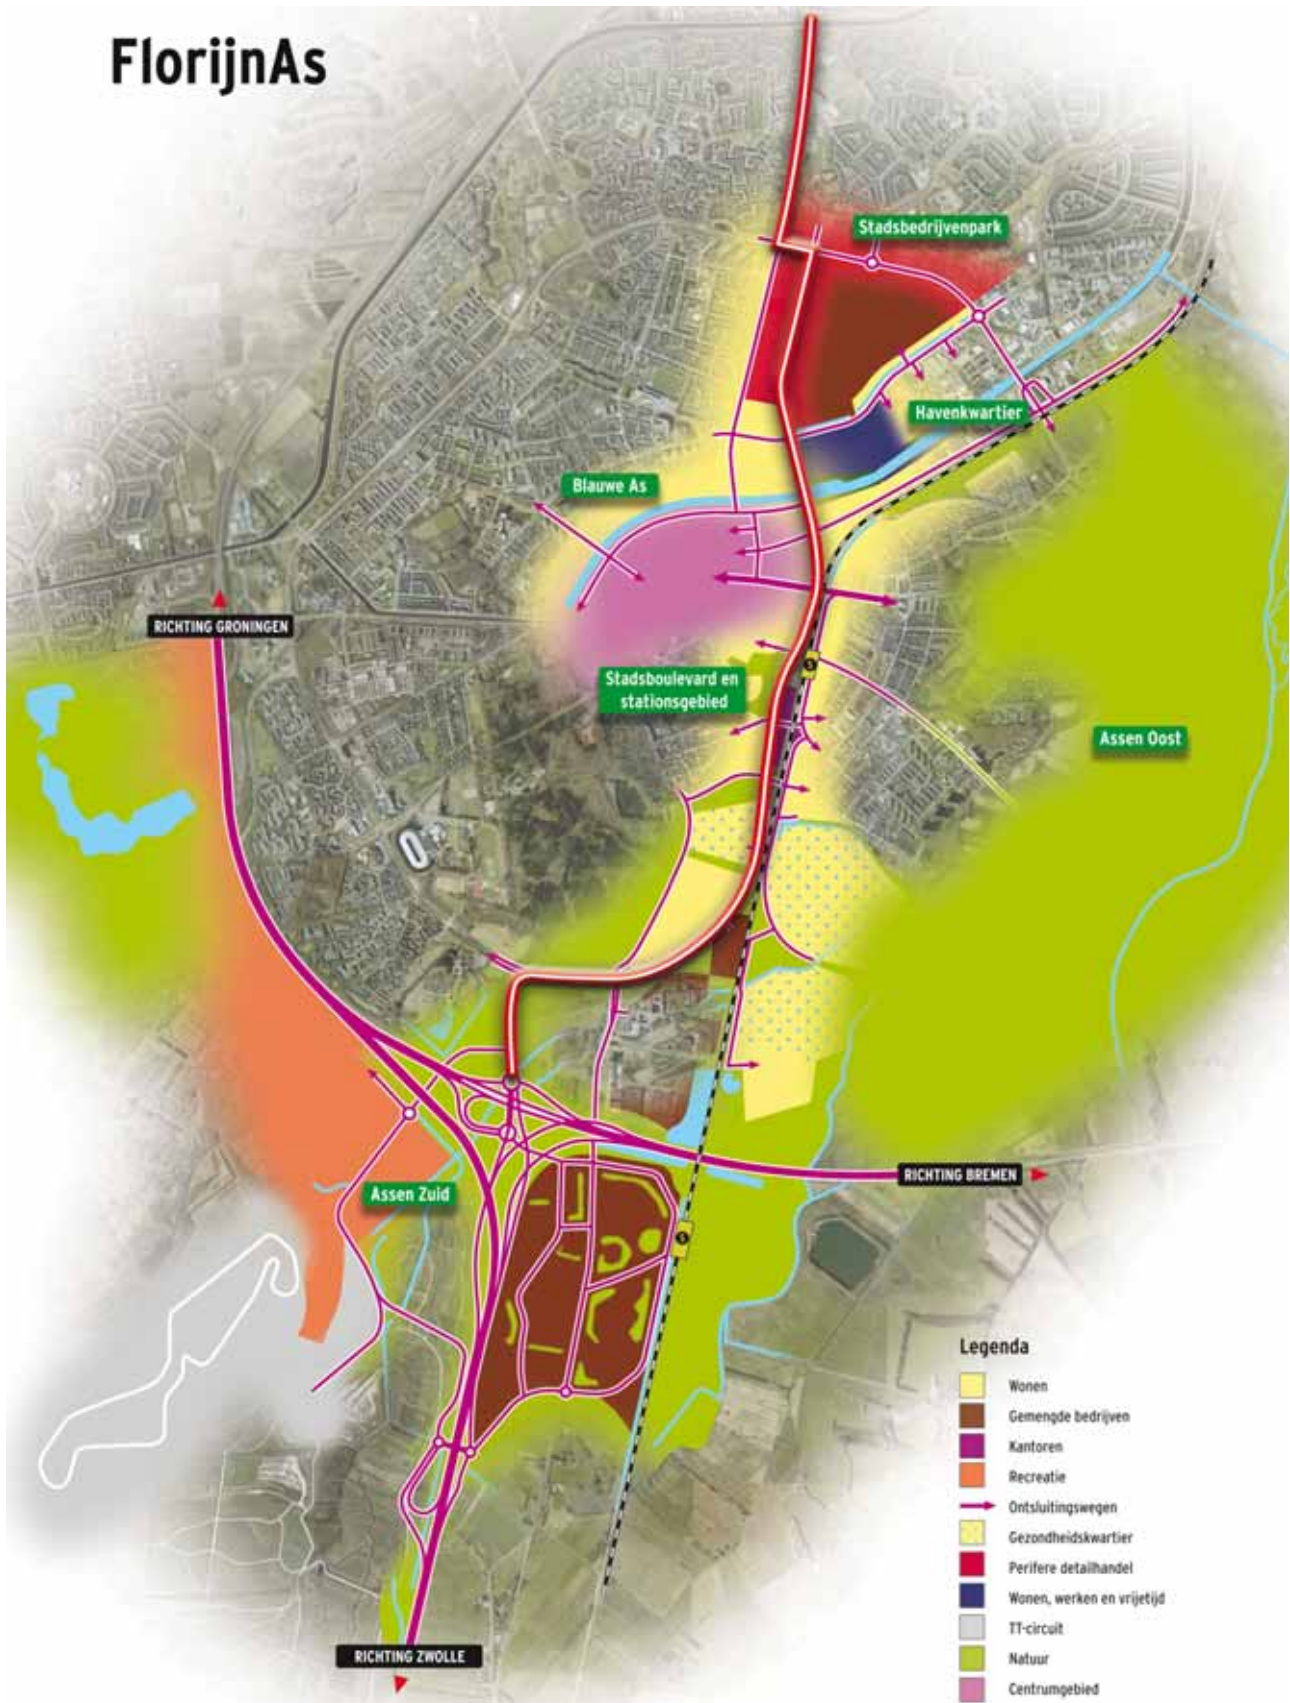 FlorijnAs
Stadsbedrijvenpark
Havenkwartier
Blauwe As
RICHTING GRONINGEN
Stadsboulevard en
stationsgebied
Assen Oost
RICHTING BREMEN
Assen Zuid
Legenda
Wonen
Gemengde bedrijven
Kantoren
Recreatie
Ontsluitingswegen
Gezondheidskwartier
Perifere detailhandel
Wonen, werken en vrijetijd
TT-circuit
Natuur
Centrumgebied
RICHTING ZWOLLE